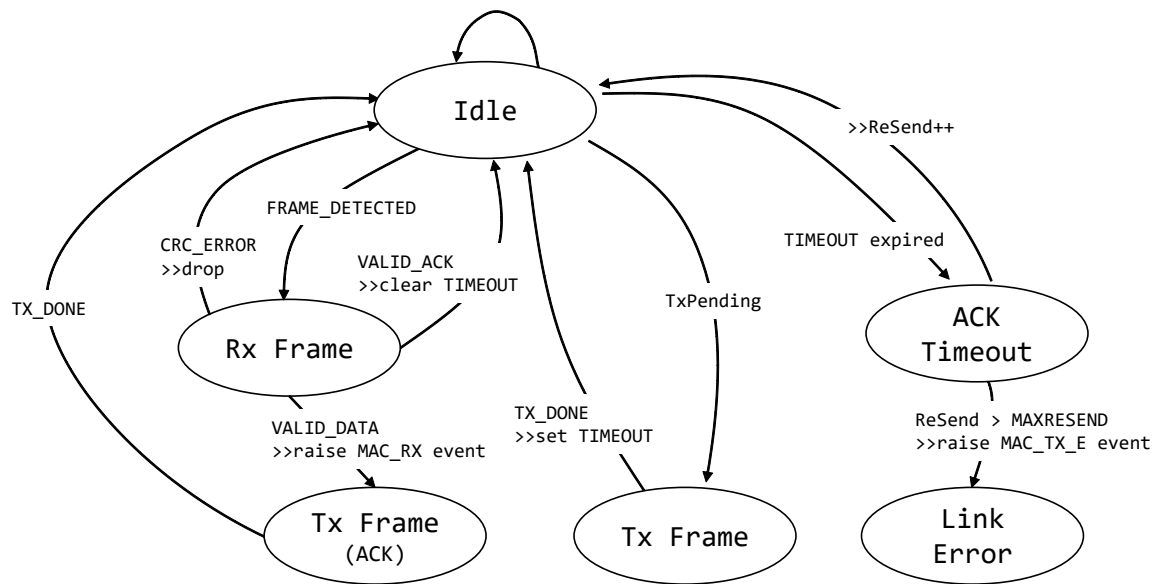 Idle
>>ReSend++
FRAME_DETECTED
CRC_ERROR
>>drop
VALID_ACK
>>clear TIMEOUT
TIMEOUT expired
TX_DONE
TxPending
Rx Frame
ACK
Timeout
VALID_DATA
>>raise MAC_RX event
TX_DONE
>>set TIMEOUT
ReSend > MAXRESEND
>>raise MAC_TX_E event
Tx Frame
(ACK)
Tx Frame
Link
Error